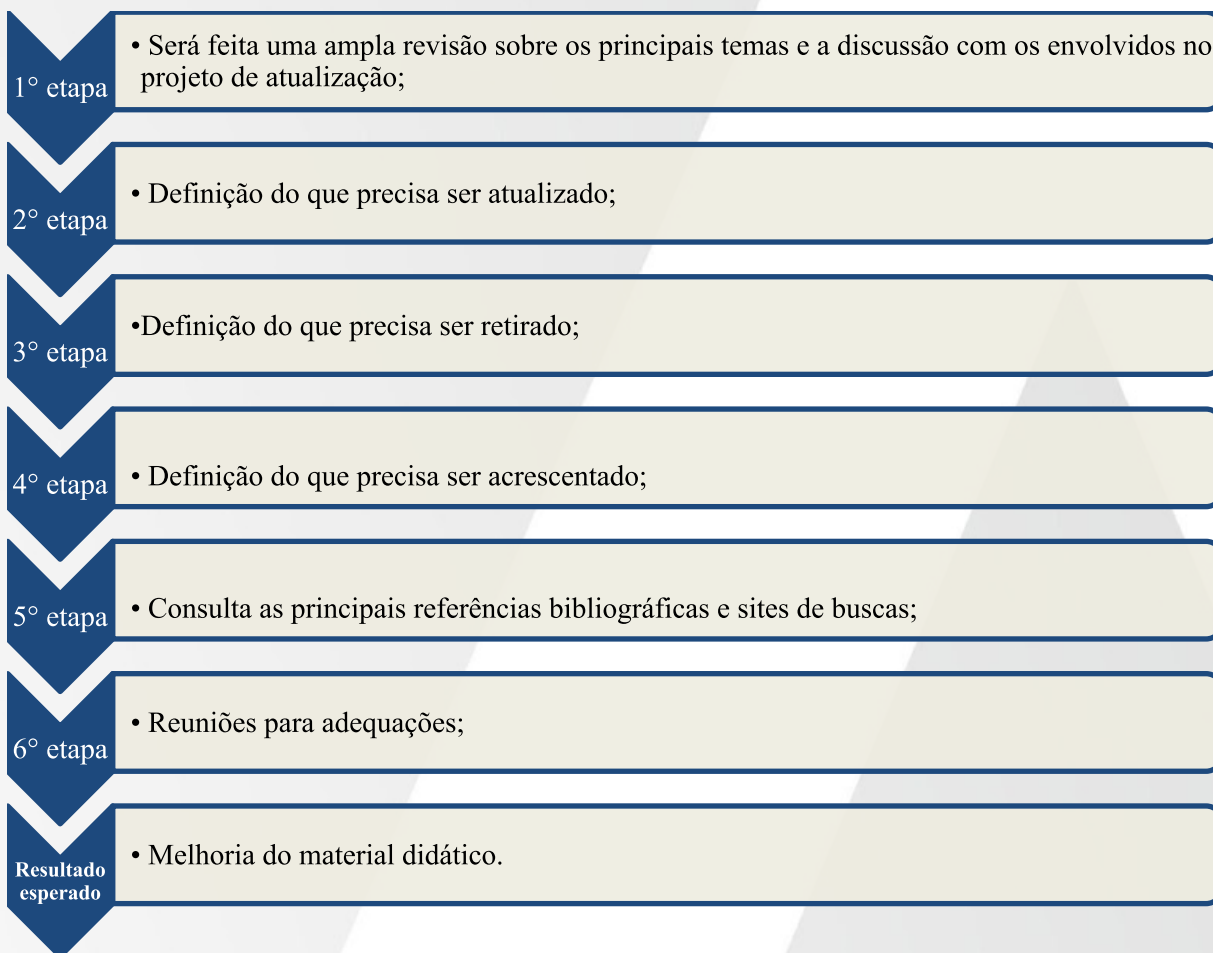 1° etapa
• Será feita uma ampla revisão sobre os principais temas e a discussão com os envolvidos no
projeto de atualização;
2° etapa
• Definição do que precisa ser atualizado;
3° etapa
•Definição do que precisa ser retirado;
4° etapa
• Definição do que precisa ser acrescentado;
5° etapa
• Consulta as principais referências bibliográficas e sites de buscas;
6° etapa
• Reuniões para adequações;
Resultado
esperado
• Melhoria do material didático.